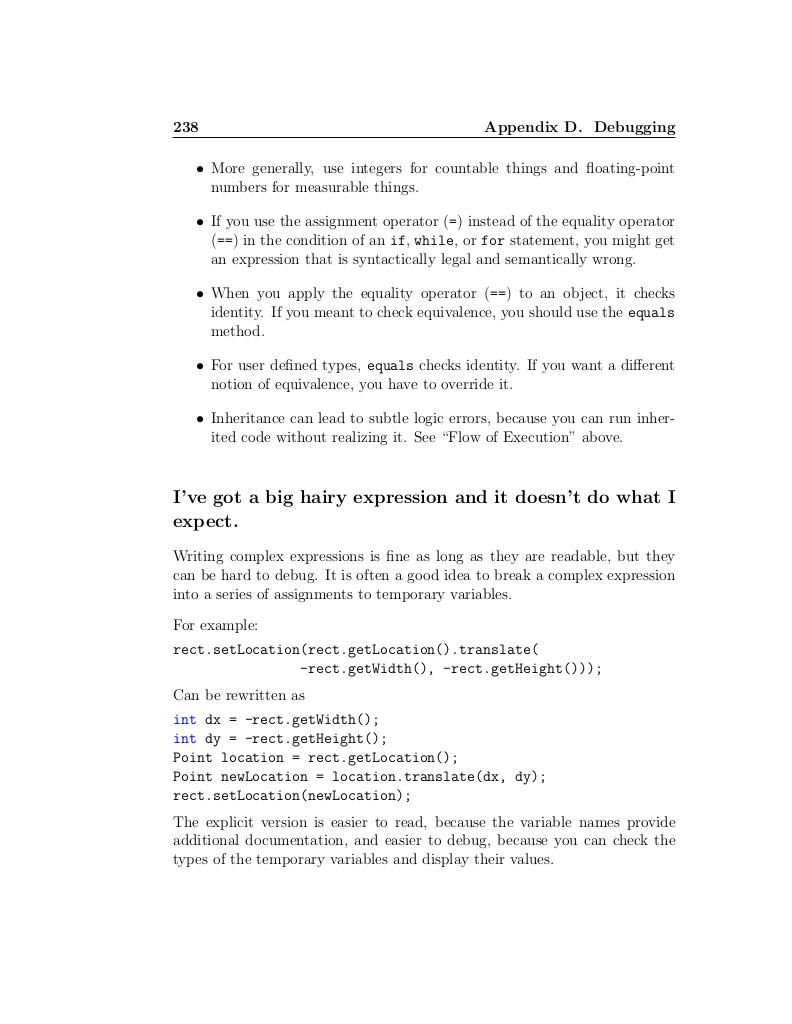 238 Appendix D. Debugging
• More generally, use integers for countable things and floating-point
numbers for measurable things.
• If you use the assignment operator (=) instead of the equality operator
(==) in the condition of an if, while, or for statement, you might get
an expression that is syntactically legal and semantically wrong.
• When you apply the equality operator (==) to an object, it checks
identity. If you meant to check equivalence, you should use the equals
method.
• For user defined types, equals checks identity. If you want a different
notion of equivalence, you have to override it.
• Inheritance can lead to subtle logic errors, because you can run inher-
ited code without realizing it. See “Flow of Execution” above.
I’ve got a big hairy expression and it doesn’t do what I
expect.
Writing complex expressions is fine as long as they are readable, but they
can be hard to debug. It is often a good idea to break a complex expression
into a series of assignments to temporary variables.
For example:
rect.setLocation(rect.getLocation().translate(
-rect.getWidth(), -rect.getHeight()));
Can be rewritten as
int dx = -rect.getWidth();
int dy = -rect.getHeight();
Point location = rect.getLocation();
Point newLocation = location.translate(dx, dy);
rect.setLocation(newLocation);
The explicit version is easier to read, because the variable names provide
additional documentation, and easier to debug, because you can check the
types of the temporary variables and display their values.